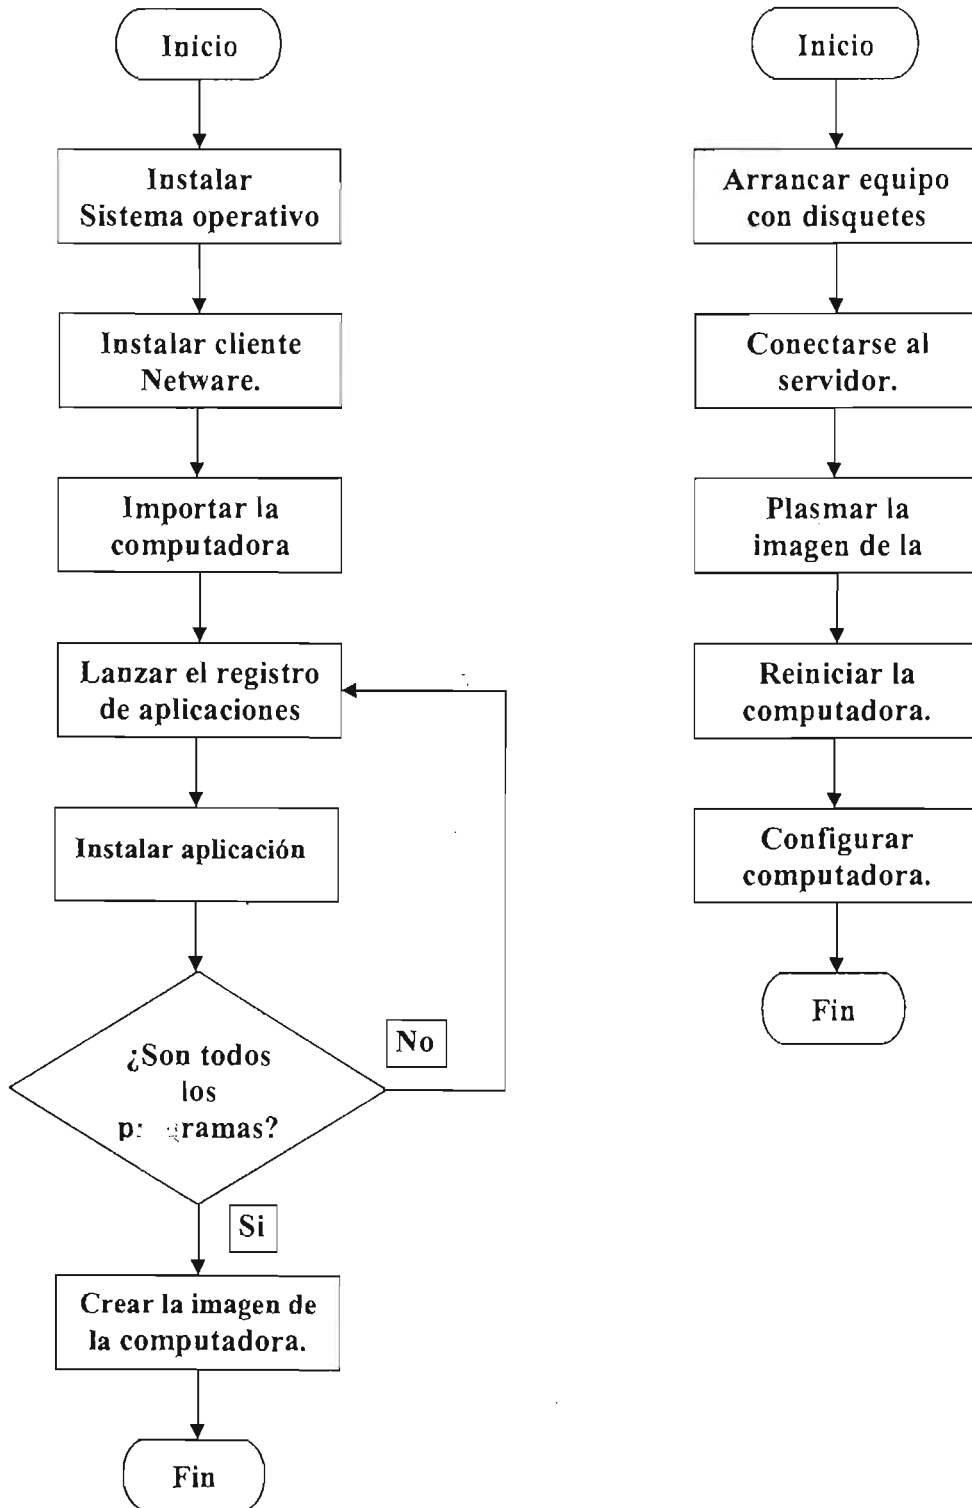 Inicio
Instalar
Sistema operativo
Instalar cliente
Netware.
Importar la
computadora
Lanzar el registro
de aplicaciones
Instalar aplicación
¿Son todos
los
No
Si
Crear la imagen de
la computadora.
Fin
Inicio
Arrancar equipo
con disquetes
Conectarse al
servidor.
Plasmar la
imagen de la
Reiniciar la
computadora.
Configurar
computadora.
Fin